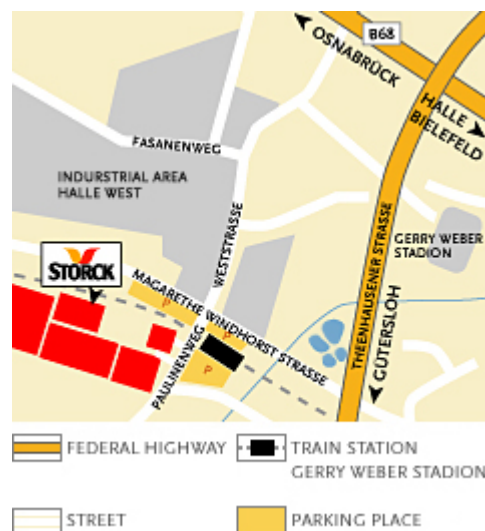 B68
OSNABRÜCK
HALLE
BIELEFELD
FASANENWEG
INDURSTRIAL AREA
HALLE WEST
WESTSTRASSE
THEENHAUSENER STRASSE
GERRY WEBER
STADION
STORCK
MAGARETHE WINDHORST STRASSE
GÜTERSLOH
PAULINENWEG
P
P
P
FEDERAL HIGHWAY
TRAIN STATION
GERRY WEBER STADION
STREET
PARKING PLACE